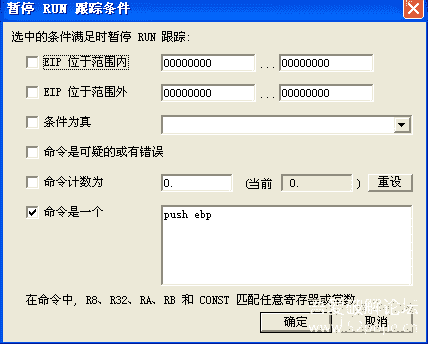 暂停 RUN 跟踪条件
选中的条件满足时暂停 RUN 跟踪:
EIP 位于范围内 00000000 ... 00000000
EIP 位于范围外 00000000 ... 00000000
条件为真
命令是可疑的或有错误
命令计数为 0. (当前 0. ) 重设
命令是一个 push ebp
在命令中, R8、R32、RA、RB 和 CONST 匹配任意寄存器或常数
确定 取消